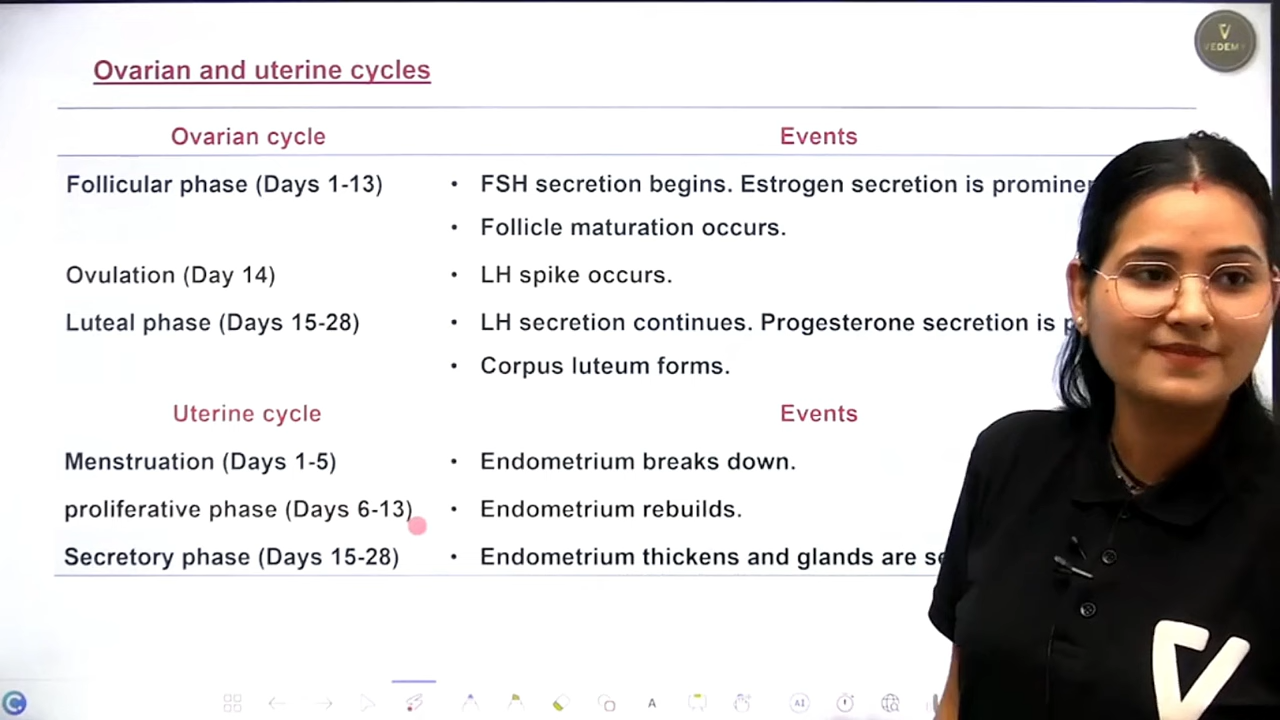 VEDEM
Ovarian and uterine cycles
Ovarian cycle Events
Follicular phase (Days 1-13) • FSH secretion begins. Estrogen secretion is
• Follicle maturation occurs.
Ovulation (Day 14) • LH spike occurs.
Luteal phase (Days 15-28) • LH secretion continues. Progesterone secretion is
• Corpus luteum forms.
Uterine cycle Events
Menstruation (Days 1-5) • Endometrium breaks down.
proliferative phase (Days 6-13) • Endometrium rebuilds.
Secretory phase (Days 15-28) • Endometrium thickens and glands are
A AI